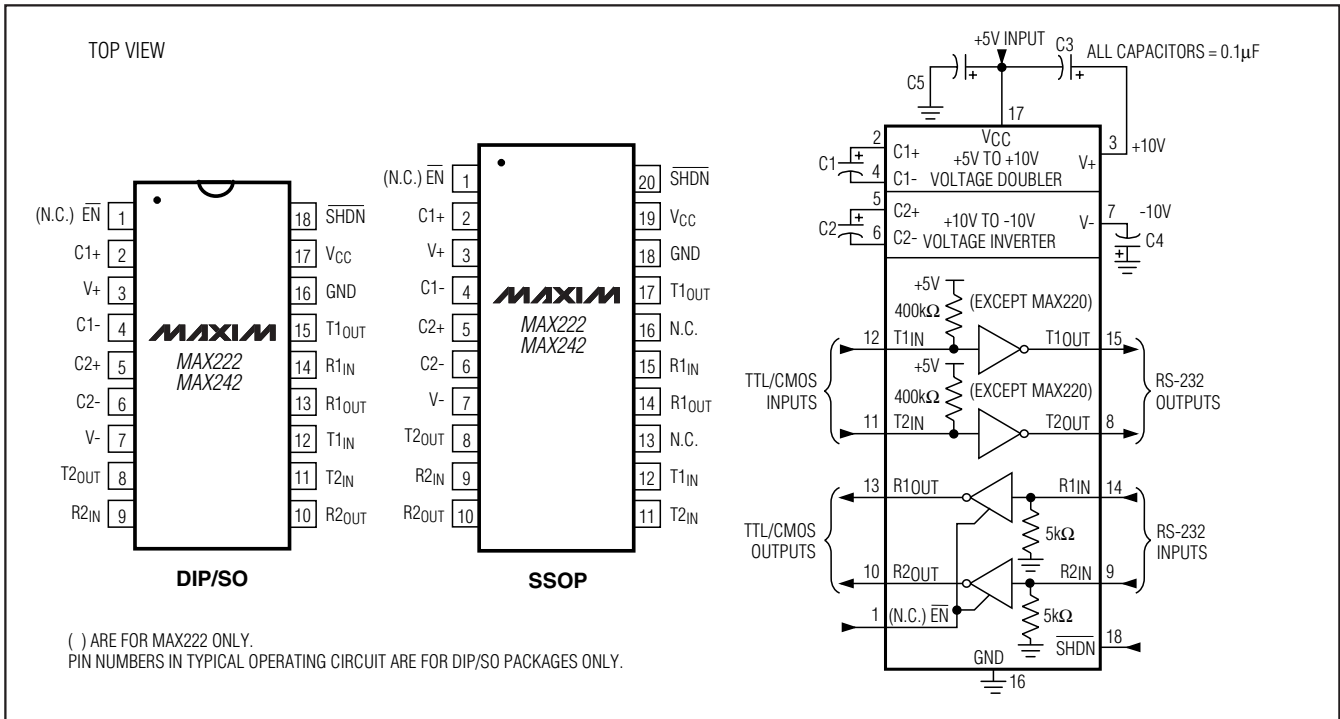 TOP VIEW
(N.C.) E̅N̅ 1
C1+ 2
V+ 3
C1- 4
C2+ 5
C2- 6
V- 7
T2OUT 8
R2IN 9
18 S̅H̅D̅N̅
17 VCC
16 GND
15 T1OUT
14 R1IN
13 R1OUT
12 T1IN
11 T2IN
10 R2OUT
MAXIM
MAX222
MAX242
DIP/SO
(N.C.) E̅N̅ 1
C1+ 2
V+ 3
C1- 4
C2+ 5
C2- 6
V- 7
T2OUT 8
R2IN 9
R2OUT 10
20 S̅H̅D̅N̅
19 VCC
18 GND
17 T1OUT
16 N.C.
15 R1IN
14 R1OUT
13 N.C.
12 T1IN
11 T2IN
MAXIM
MAX222
MAX242
SSOP
( ) ARE FOR MAX222 ONLY.
PIN NUMBERS IN TYPICAL OPERATING CIRCUIT ARE FOR DIP/SO PACKAGES ONLY.
+5V INPUT C3 ALL CAPACITORS = 0.1µF
+ +
C5
17
VCC
2 C1+ +5V TO +10V V+ 3 +10V
C1 +
4 C1- VOLTAGE DOUBLER
5 C2+ +10V TO -10V V- 7 -10V
C2 +
6 C2- VOLTAGE INVERTER
C4
+
+5V
400kΩ (EXCEPT MAX220)
12 T1IN T1OUT 15
+5V
400kΩ (EXCEPT MAX220)
11 T2IN T2OUT 8
TTL/CMOS
INPUTS
RS-232
OUTPUTS
13 R1OUT R1IN 14
5kΩ
TTL/CMOS
OUTPUTS
RS-232
INPUTS
10 R2OUT R2IN 9
5kΩ
1 (N.C.) E̅N̅
S̅H̅D̅N̅ 18
GND
16